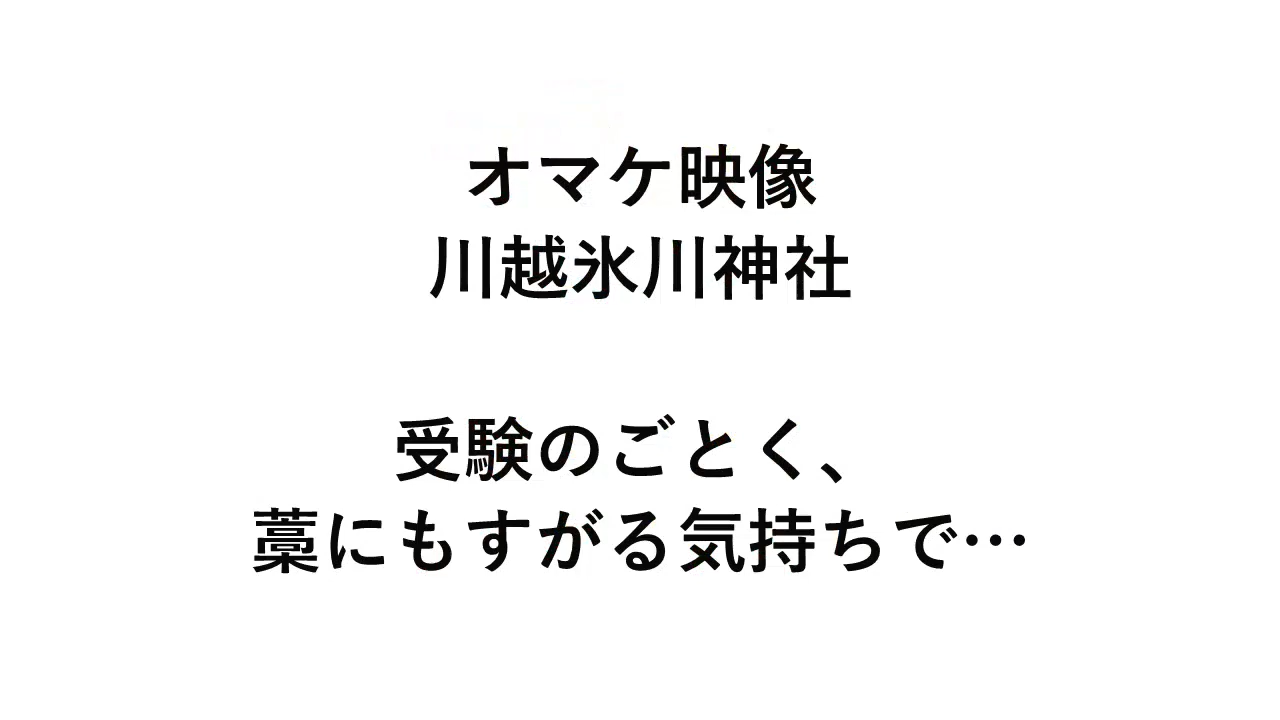 オマケ映像
川越氷川神社
受験のごとく、
藁にもすがる気持ちで…